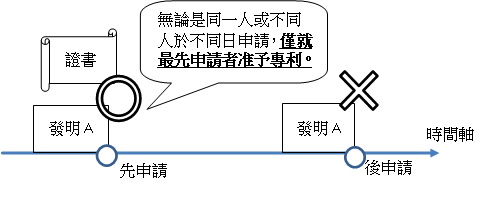 無論是同一人或不同
人於不同日申請,僅就
最先申請者准予專利。
證書
發明A
發明A
時間軸
先申請
後申請